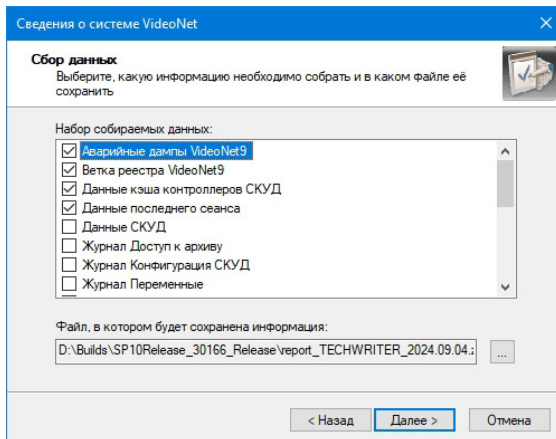 Сведения о системе VideoNet
Сбор данных
Выберите, какую информацию необходимо собрать и в каком файле её
сохранить
Набор собираемых данных:
Аварийные дампы VideoNet9
Ветка реестра VideoNet9
Данные кэша контроллеров СКУД
Данные последнего сеанса
Данные СКУД
Журнал Доступ к архиву
Журнал Конфигурация СКУД
Журнал Переменные
Файл, в котором будет сохранена информация:
D:\Builds\SP10Release_30166_Release\report_TECHWRITER_2024.09.04.
...
< Назад
Далее >
Отмена